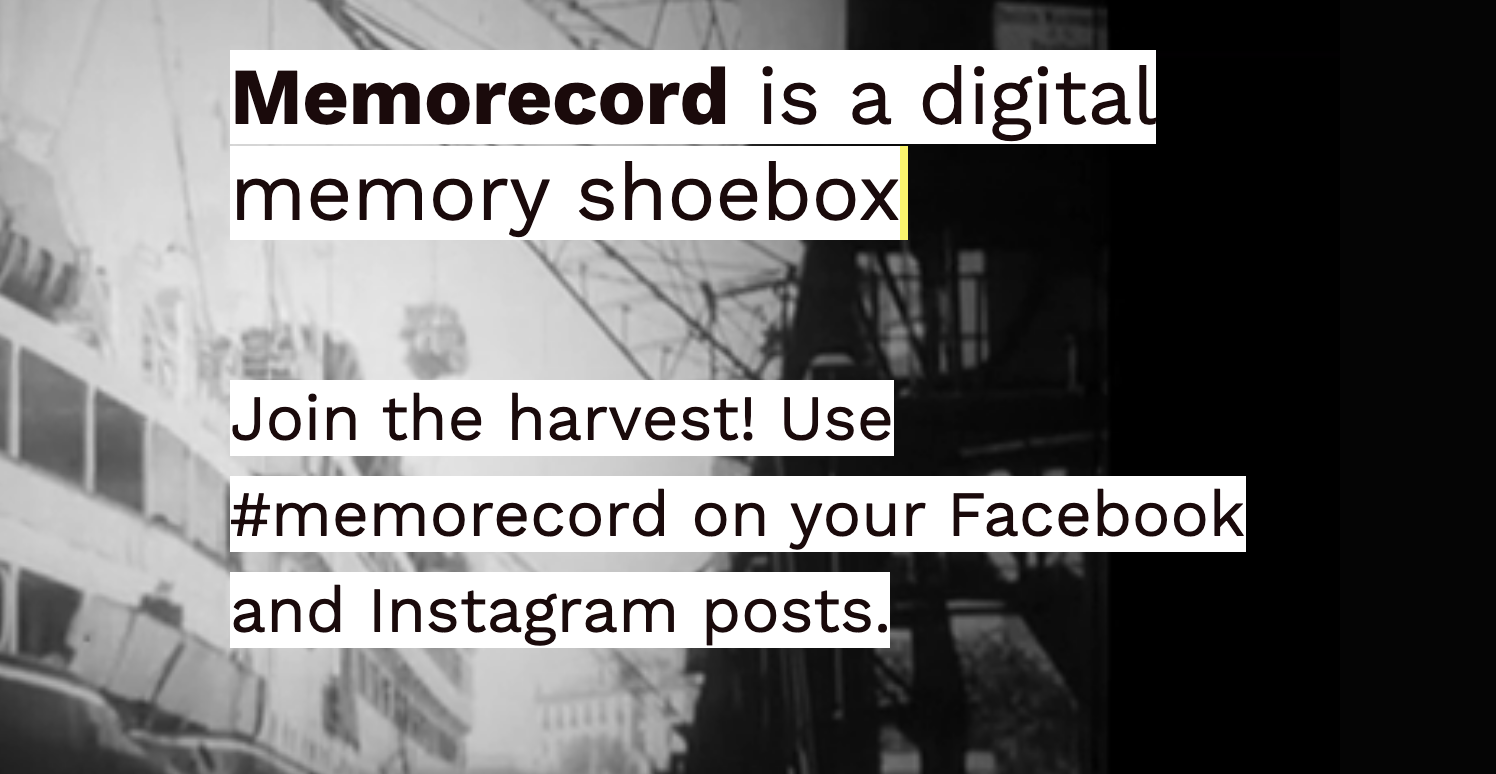 Memorecord is a digital
memory shoebox
Join the harvest! Use
#memorecord on your Facebook
and Instagram posts.